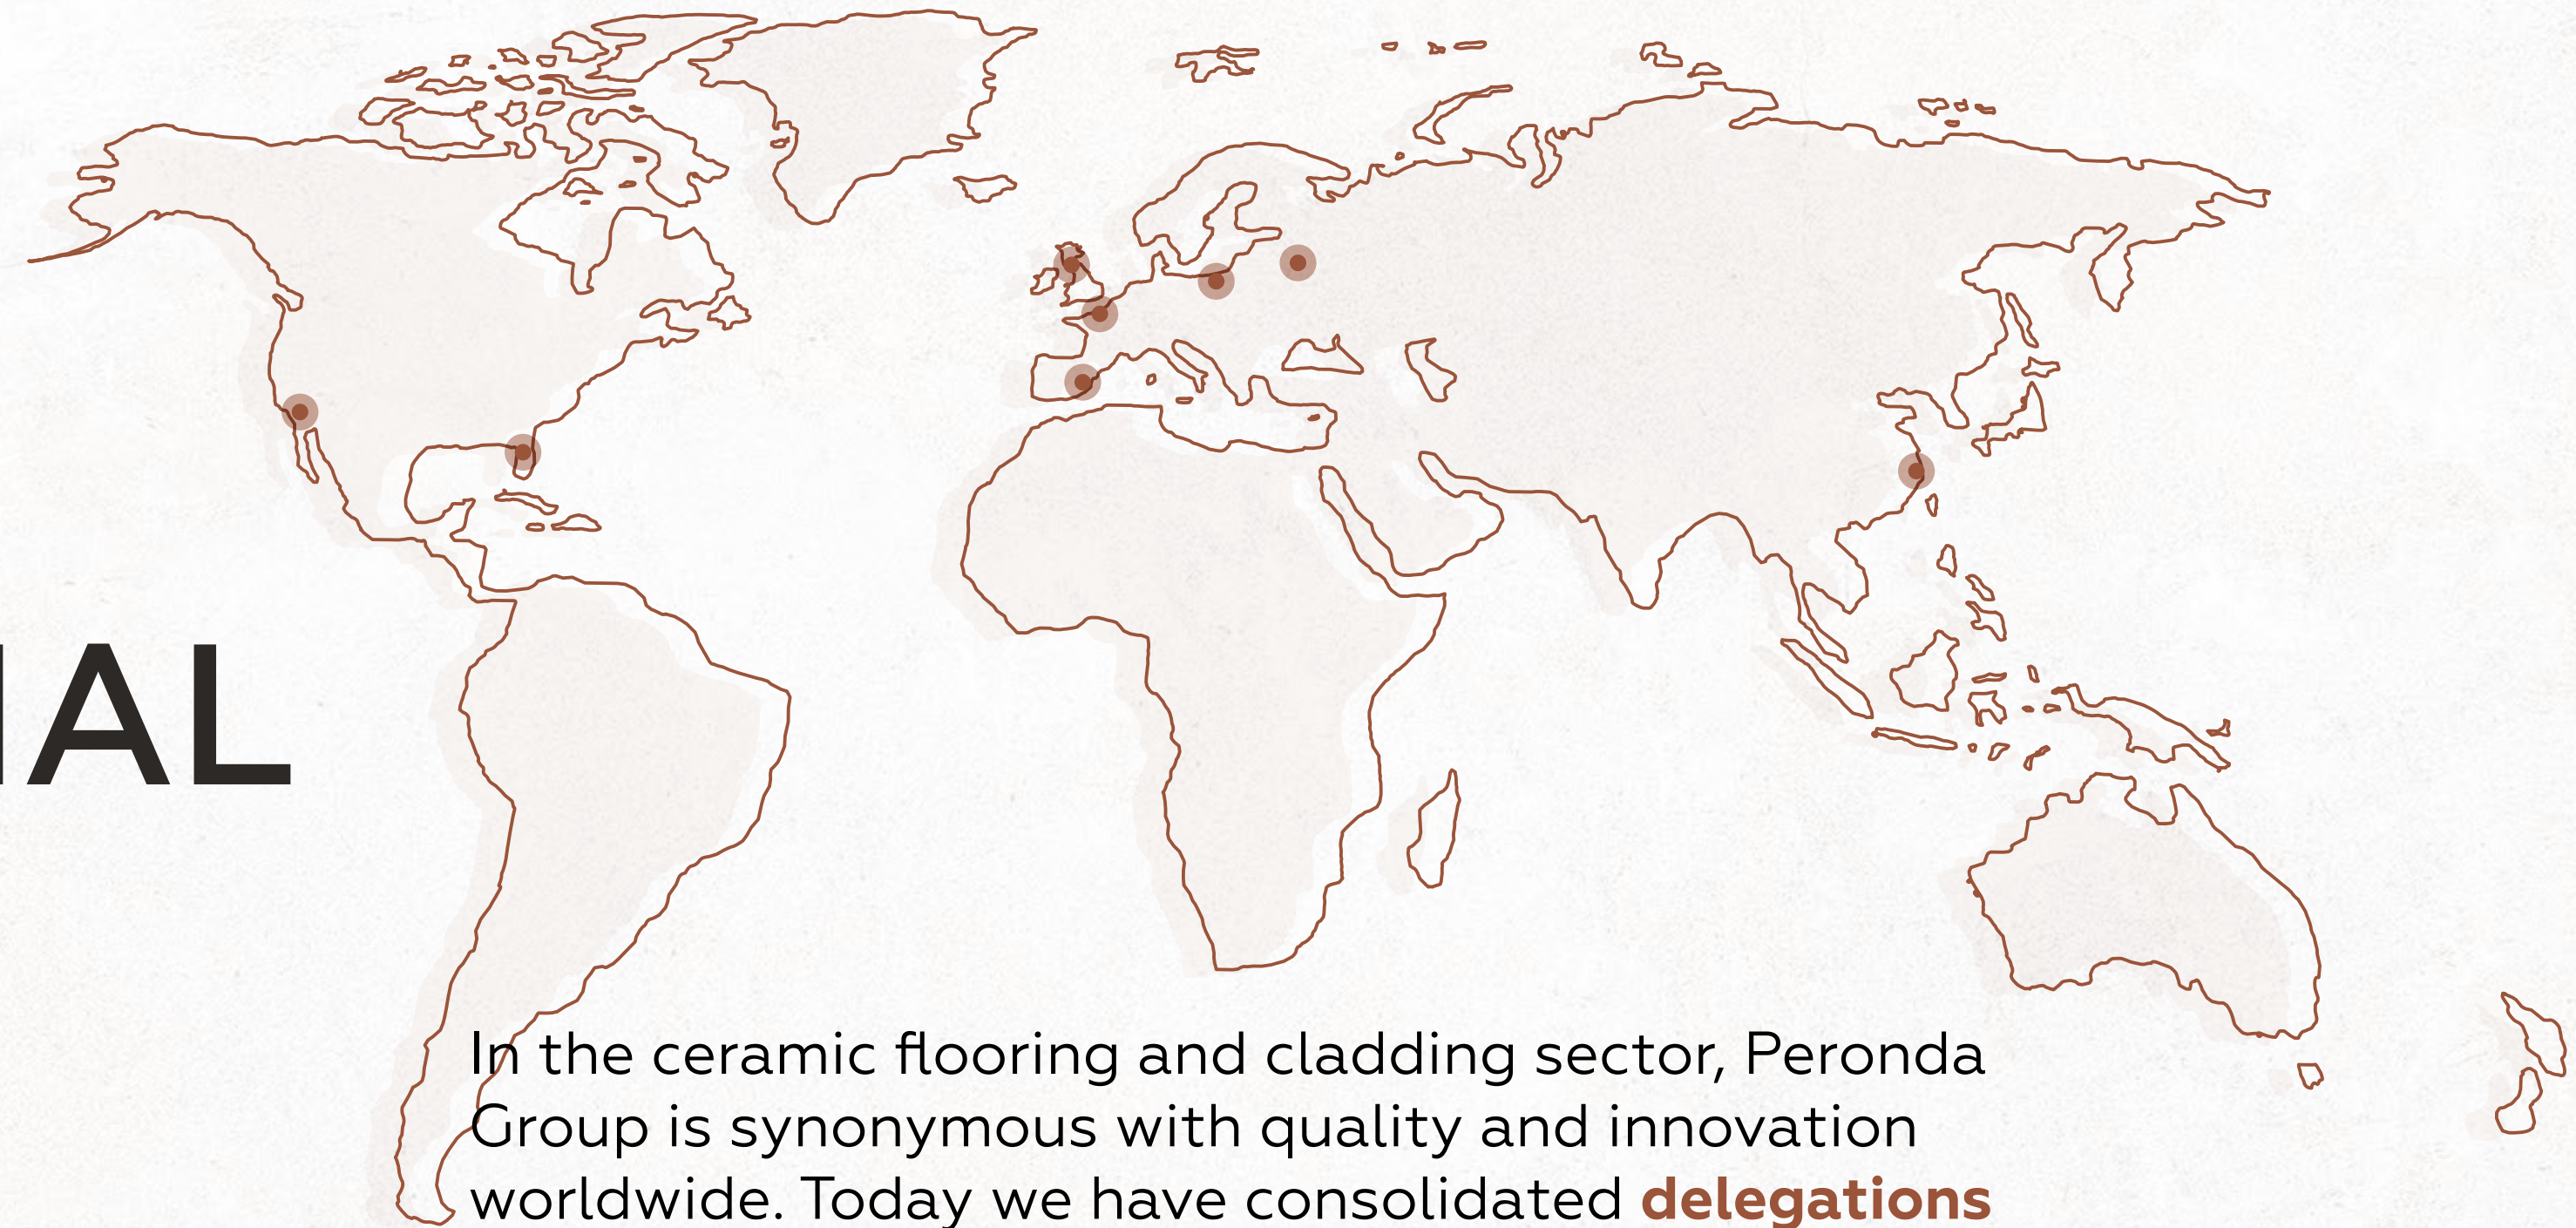 IAL
In the ceramic flooring and cladding sector, Peronda
Group is synonymous with quality and innovation
worldwide. Today we have consolidated delegations